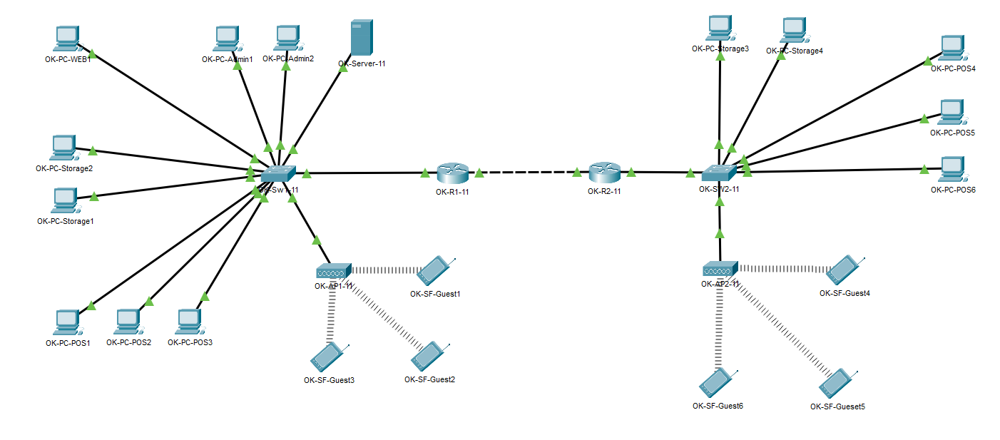 OK-PC-WEB1
OK-PC-Admin1
OK-PC-Admin2
OK-Server-11
OK-PC-Storage3
OK-PC-Storage4
OK-PC-POS4
OK-PC-POS5
OK-PC-Storage2
OK-Sw1-11
OK-R1-11
OK-R2-11
OK-SW2-11
OK-PC-POS6
OK-PC-Storage1
OK-AP1-11
OK-SF-Guest1
OK-AP2-11
OK-SF-Guest4
OK-PC-POS1
OK-PC-POS2
OK-PC-POS3
OK-SF-Guest3
OK-SF-Guest2
OK-SF-Guest6
OK-SF-Gueset5